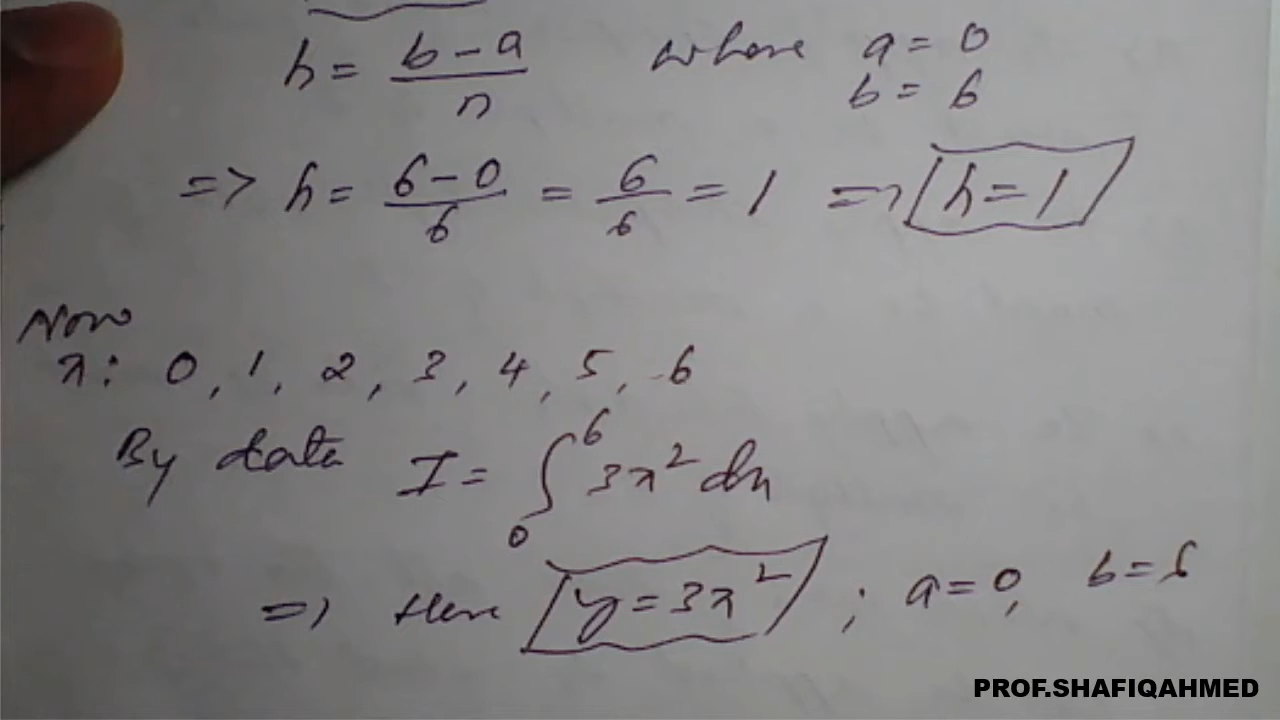 h = b-a/n where a = 0
b = 6
=> h = 6-0/6 = 6/6 = 1 => h = 1
Now
x: 0, 1, 2, 3, 4, 5, 6
By data I = ∫₀⁶ 3x² dx
=> Here y = 3x² ; a = 0, b = 6
PROF.SHAFIQAHMED